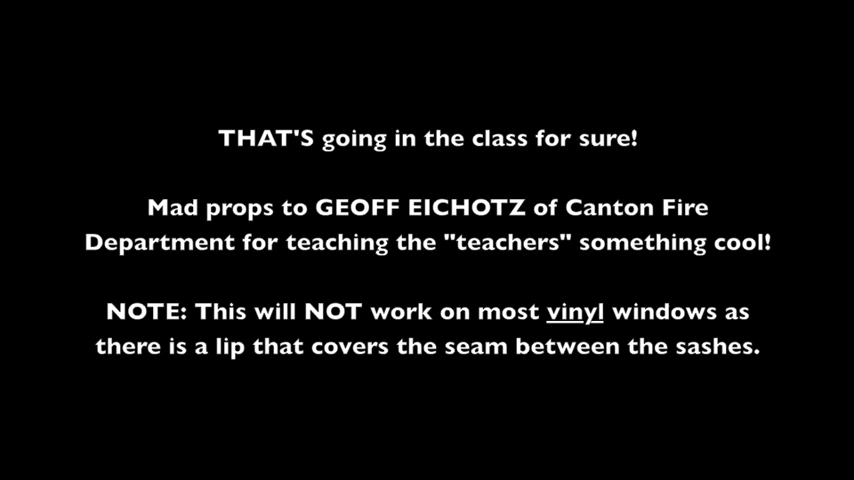 THAT'S going in the class for sure!
Mad props to GEOFF EICHOTZ of Canton Fire
Department for teaching the "teachers" something cool!
NOTE: This will NOT work on most vinyl windows as
there is a lip that covers the seam between the sashes.